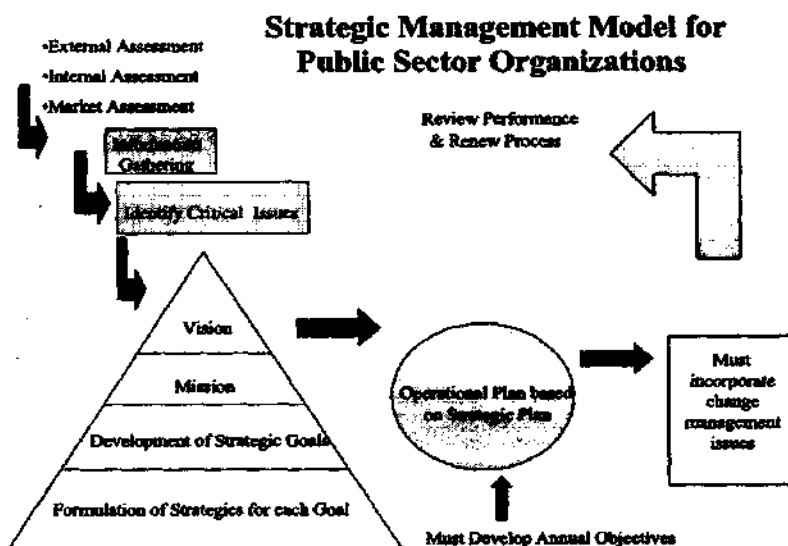 Strategic Management Model for
Public Sector Organizations
•External Assessment
•Internal Assessment
•Market Assessment
Information
Gathering
Identify Critical Issues
Review Performance
& Renew Process
Vision
Mission
Development of Strategic Goals
Formulation of Strategies for each Goal
Operational Plan based
on Strategic Plan
Must Develop Annual Objectives
Must
incorporate
change
management
issues